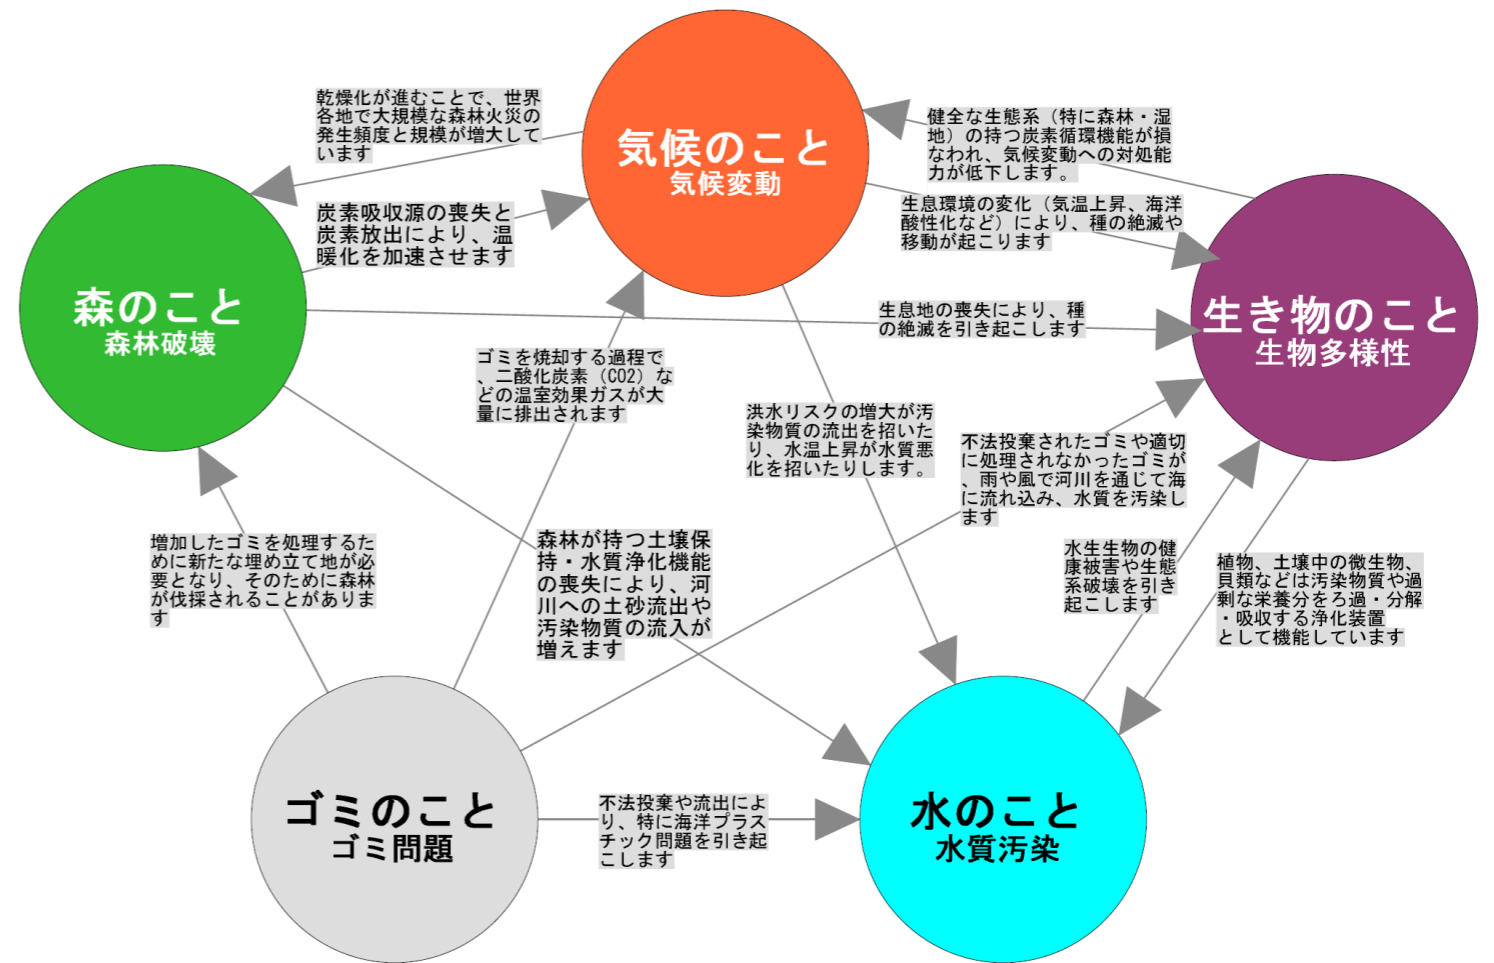 気候のこと
気候変動
乾燥化が進むことで、世界
各地で大規模な森林火災の
発生頻度と規模が増大して
います
健全な生態系（特に森林・湿
地）の持つ炭素循環機能が損
なわれ、気候変動への対処能
力が低下します。
炭素吸収源の喪失と
炭素放出により、温
暖化を加速させます
生息環境の変化（気温上昇、海洋
酸性化など）により、種の絶滅や
移動が起こります
森のこと
森林破壊
生息地の喪失により、種
の絶滅を引き起こします
生き物のこと
生物多様性
ゴミを焼却する過程で
、二酸化炭素（CO2）な
どの温室効果ガスが大
量に排出されます
洪水リスクの増大が汚
染物質の流出を招いた
り、水温上昇が水質悪
化を招いたりします。
不法投棄されたゴミや適切
に処理されなかったゴミが
、雨や風で河川を通じて海
に流れ込み、水質を汚染し
ます
増加したゴミを処理するた
めに新たな埋め立て地が必
要となり、そのために森林
が伐採されることがありま
す
森林が持つ土壌保
持・水質浄化機能
の喪失により、河
川への土砂流出や
汚染物質の流入が
増えます
水生生物の健
康被害や生態
系破壊を引き
起こします
植物、土壌中の微生物、
貝類などは汚染物質や過
剰な栄養分をろ過・分解
・吸収する浄化装置
として機能しています
ゴミのこと
ゴミ問題
不法投棄や流出によ
り、特に海洋プラス
チック問題を引き起
こします
水のこと
水質汚染